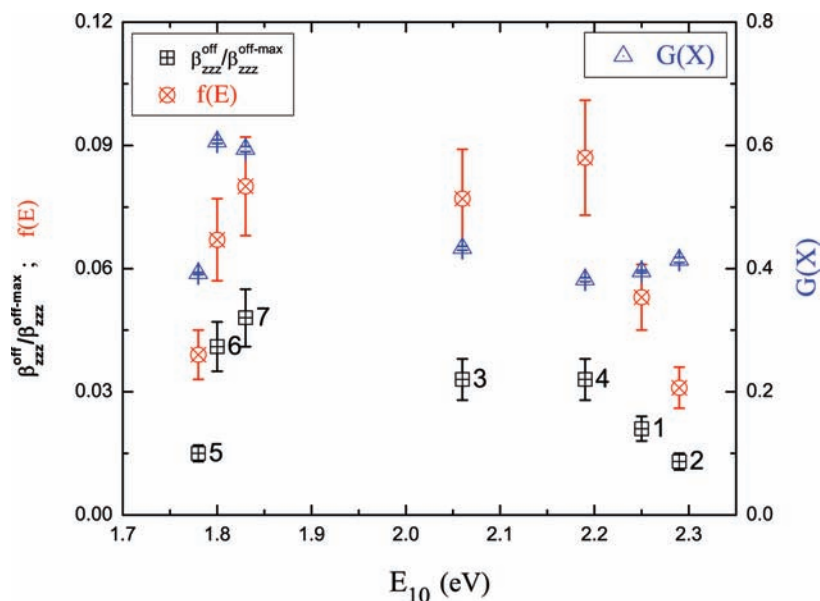 0.12
0.09
0.06
0.03
0.00
0.8
0.6
0.4
0.2
0.0
β_zzz^off/β_zzz^off-max
f(E)
G(X)
β_zzz^off/β_zzz^off-max ; f(E)
G(X)
7
6
3
4
1
5
2
1.7 1.8 1.9 2.0 2.1 2.2 2.3
E_10 (eV)